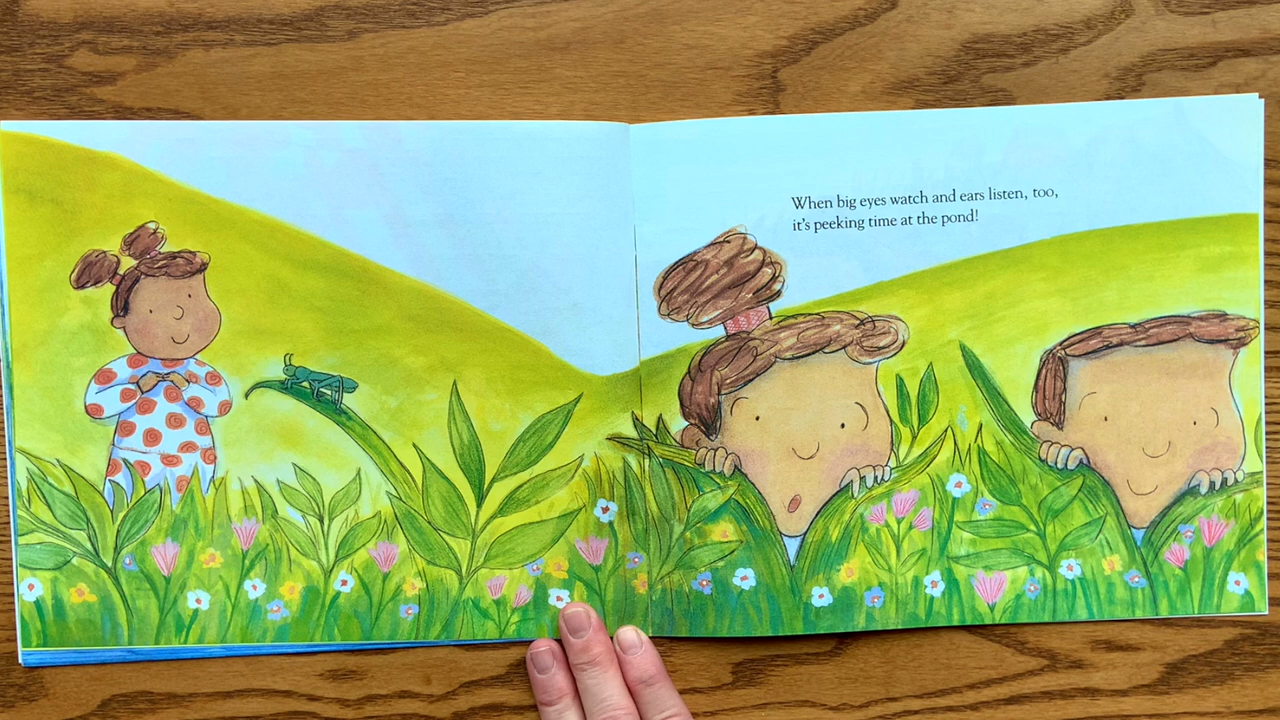 When big eyes watch and ears listen, too,
it's peeking time at the pond!